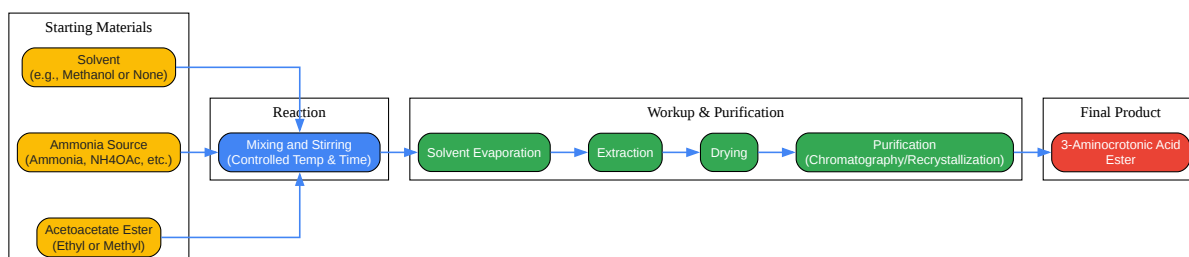 Starting Materials
Solvent
(e.g., Methanol or None)
Ammonia Source
(Ammonia, NH4OAc, etc.)
Acetoacetate Ester
(Ethyl or Methyl)
Reaction
Mixing and Stirring
(Controlled Temp & Time)
Workup & Purification
Solvent Evaporation
Extraction
Drying
Purification
(Chromatography/Recrystallization)
Final Product
3-Aminocrotonic Acid
Ester